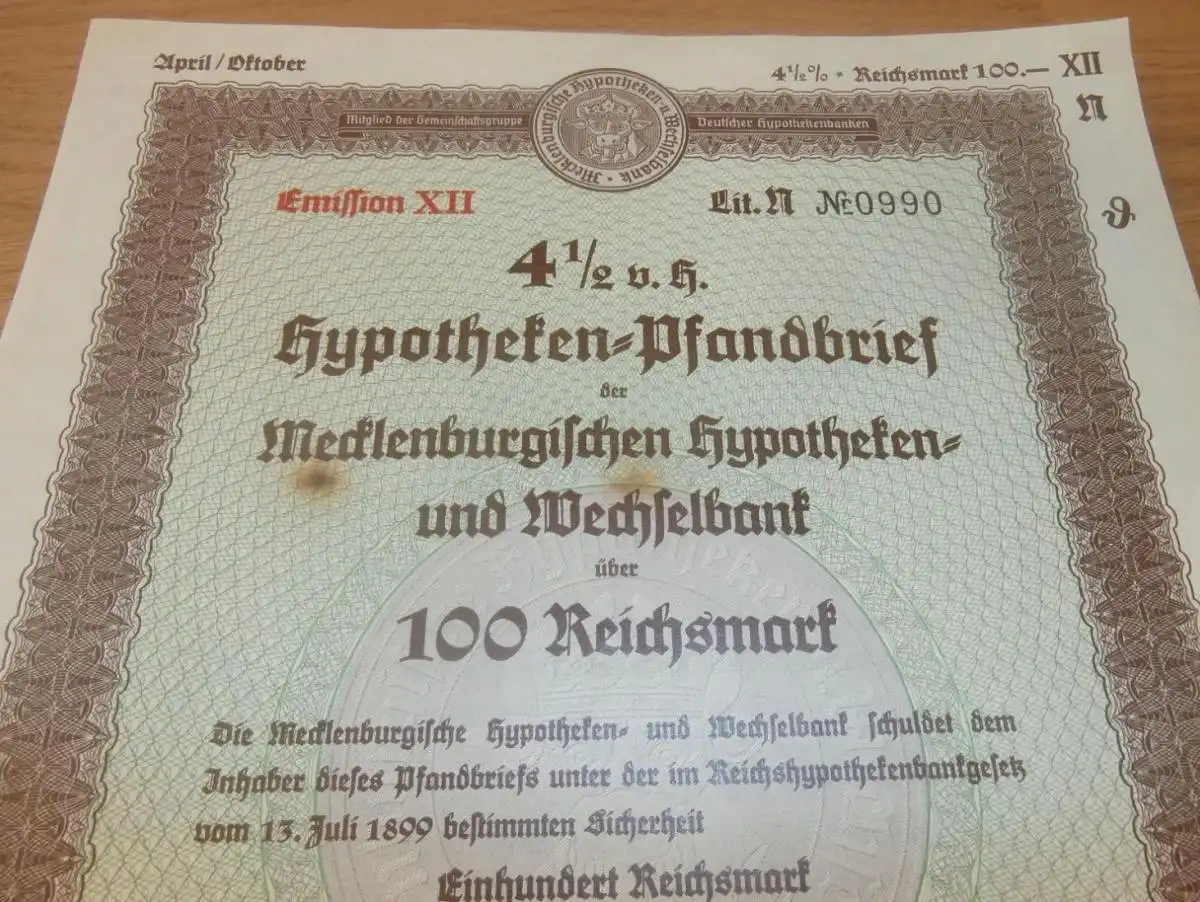 April / Oktober
4½% * Reichsmark 100.— XII
N
Mitglied der Gemeinschaftsgruppe
Mecklenburgische Hypotheken u Wechselbank
Deutscher Hypothekenbanken
Emission XII
Lit. N № 0990
4½ v. H.
Hypotheken-Pfandbrief
der
Mecklenburgischen Hypotheken-
und Wechselbank
über
100 Reichsmark
Die Mecklenburgische Hypotheken- und Wechselbank schuldet dem
Inhaber dieses Pfandbriefs unter der im Reichshypothekenbankgesetz
vom 13. Juli 1899 bestimmten Sicherheit
Einhundert Reichsmark